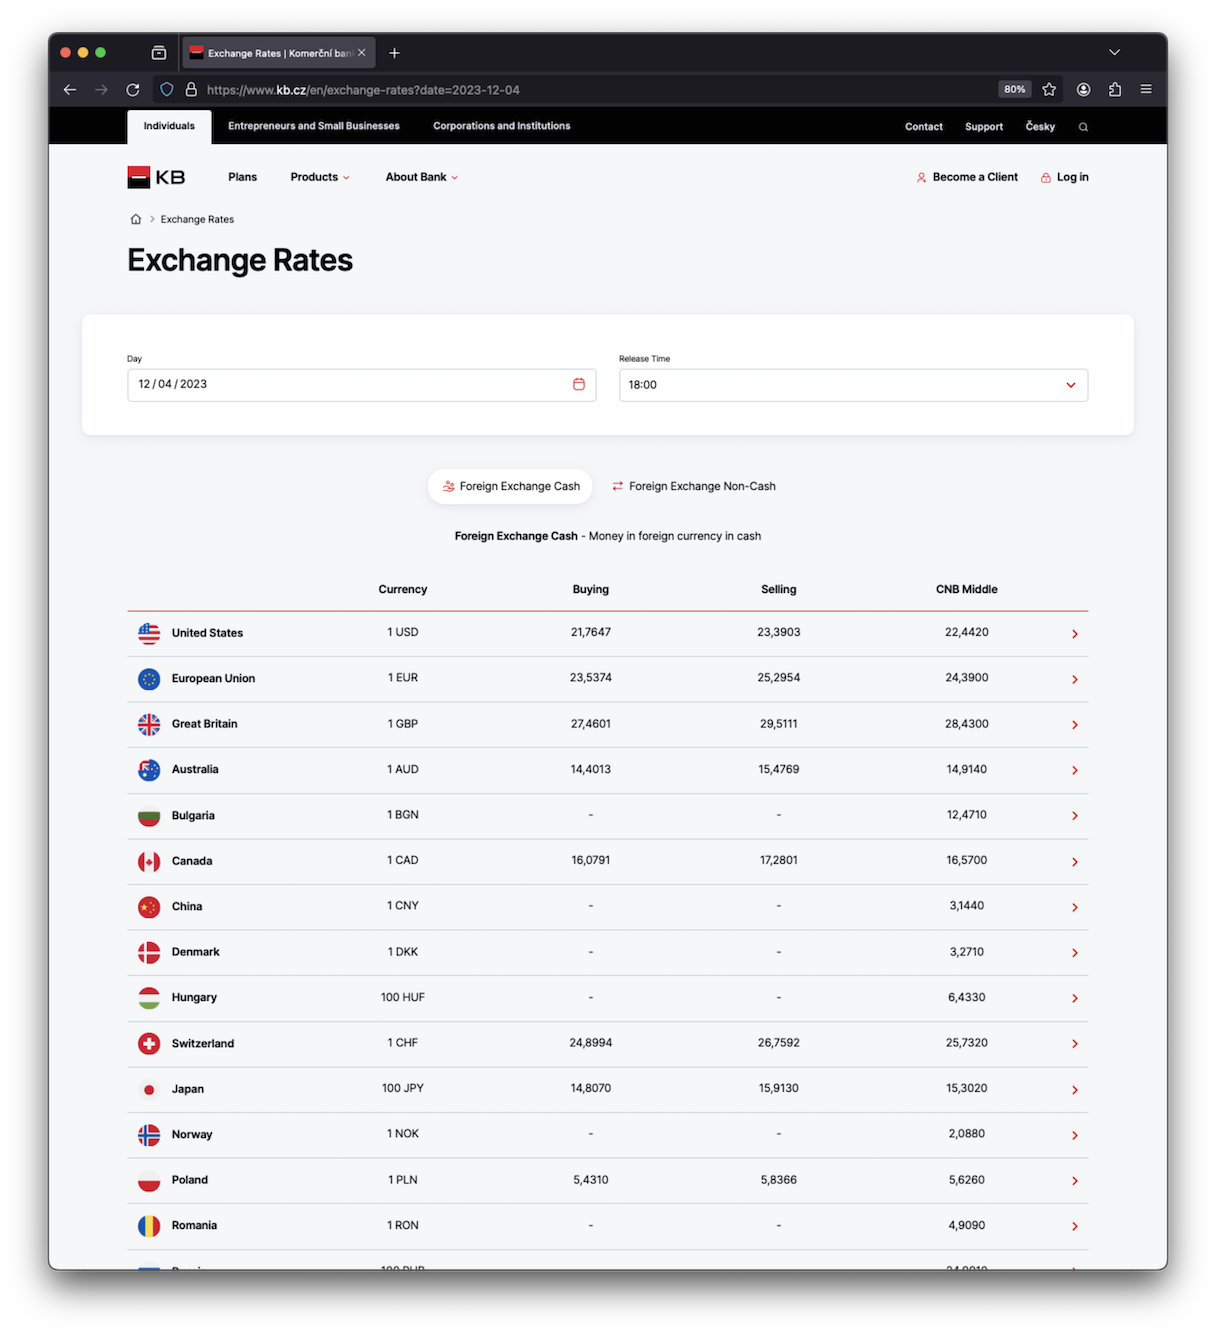 Exchange Rates | Komerční ban
https://www.kb.cz/en/exchange-rates?date=2023-12-04 80%
Individuals Entrepreneurs and Small Businesses Corporations and Institutions Contact Support Česky
KB Plans Products About Bank Become a Client Log in
Exchange Rates
Exchange Rates
Day Release Time
12 / 04 / 2023 18:00
Foreign Exchange Cash Foreign Exchange Non-Cash
Foreign Exchange Cash - Money in foreign currency in cash
Currency Buying Selling CNB Middle
United States 1 USD 21,7647 23,3903 22,4420
European Union 1 EUR 23,5374 25,2954 24,3900
Great Britain 1 GBP 27,4601 29,5111 28,4300
Australia 1 AUD 14,4013 15,4769 14,9140
Bulgaria 1 BGN - - 12,4710
Canada 1 CAD 16,0791 17,2801 16,5700
China 1 CNY - - 3,1440
Denmark 1 DKK - - 3,2710
Hungary 100 HUF - - 6,4330
Switzerland 1 CHF 24,8994 26,7592 25,7320
Japan 100 JPY 14,8070 15,9130 15,3020
Norway 1 NOK - - 2,0880
Poland 1 PLN 5,4310 5,8366 5,6260
Romania 1 RON - - 4,9090